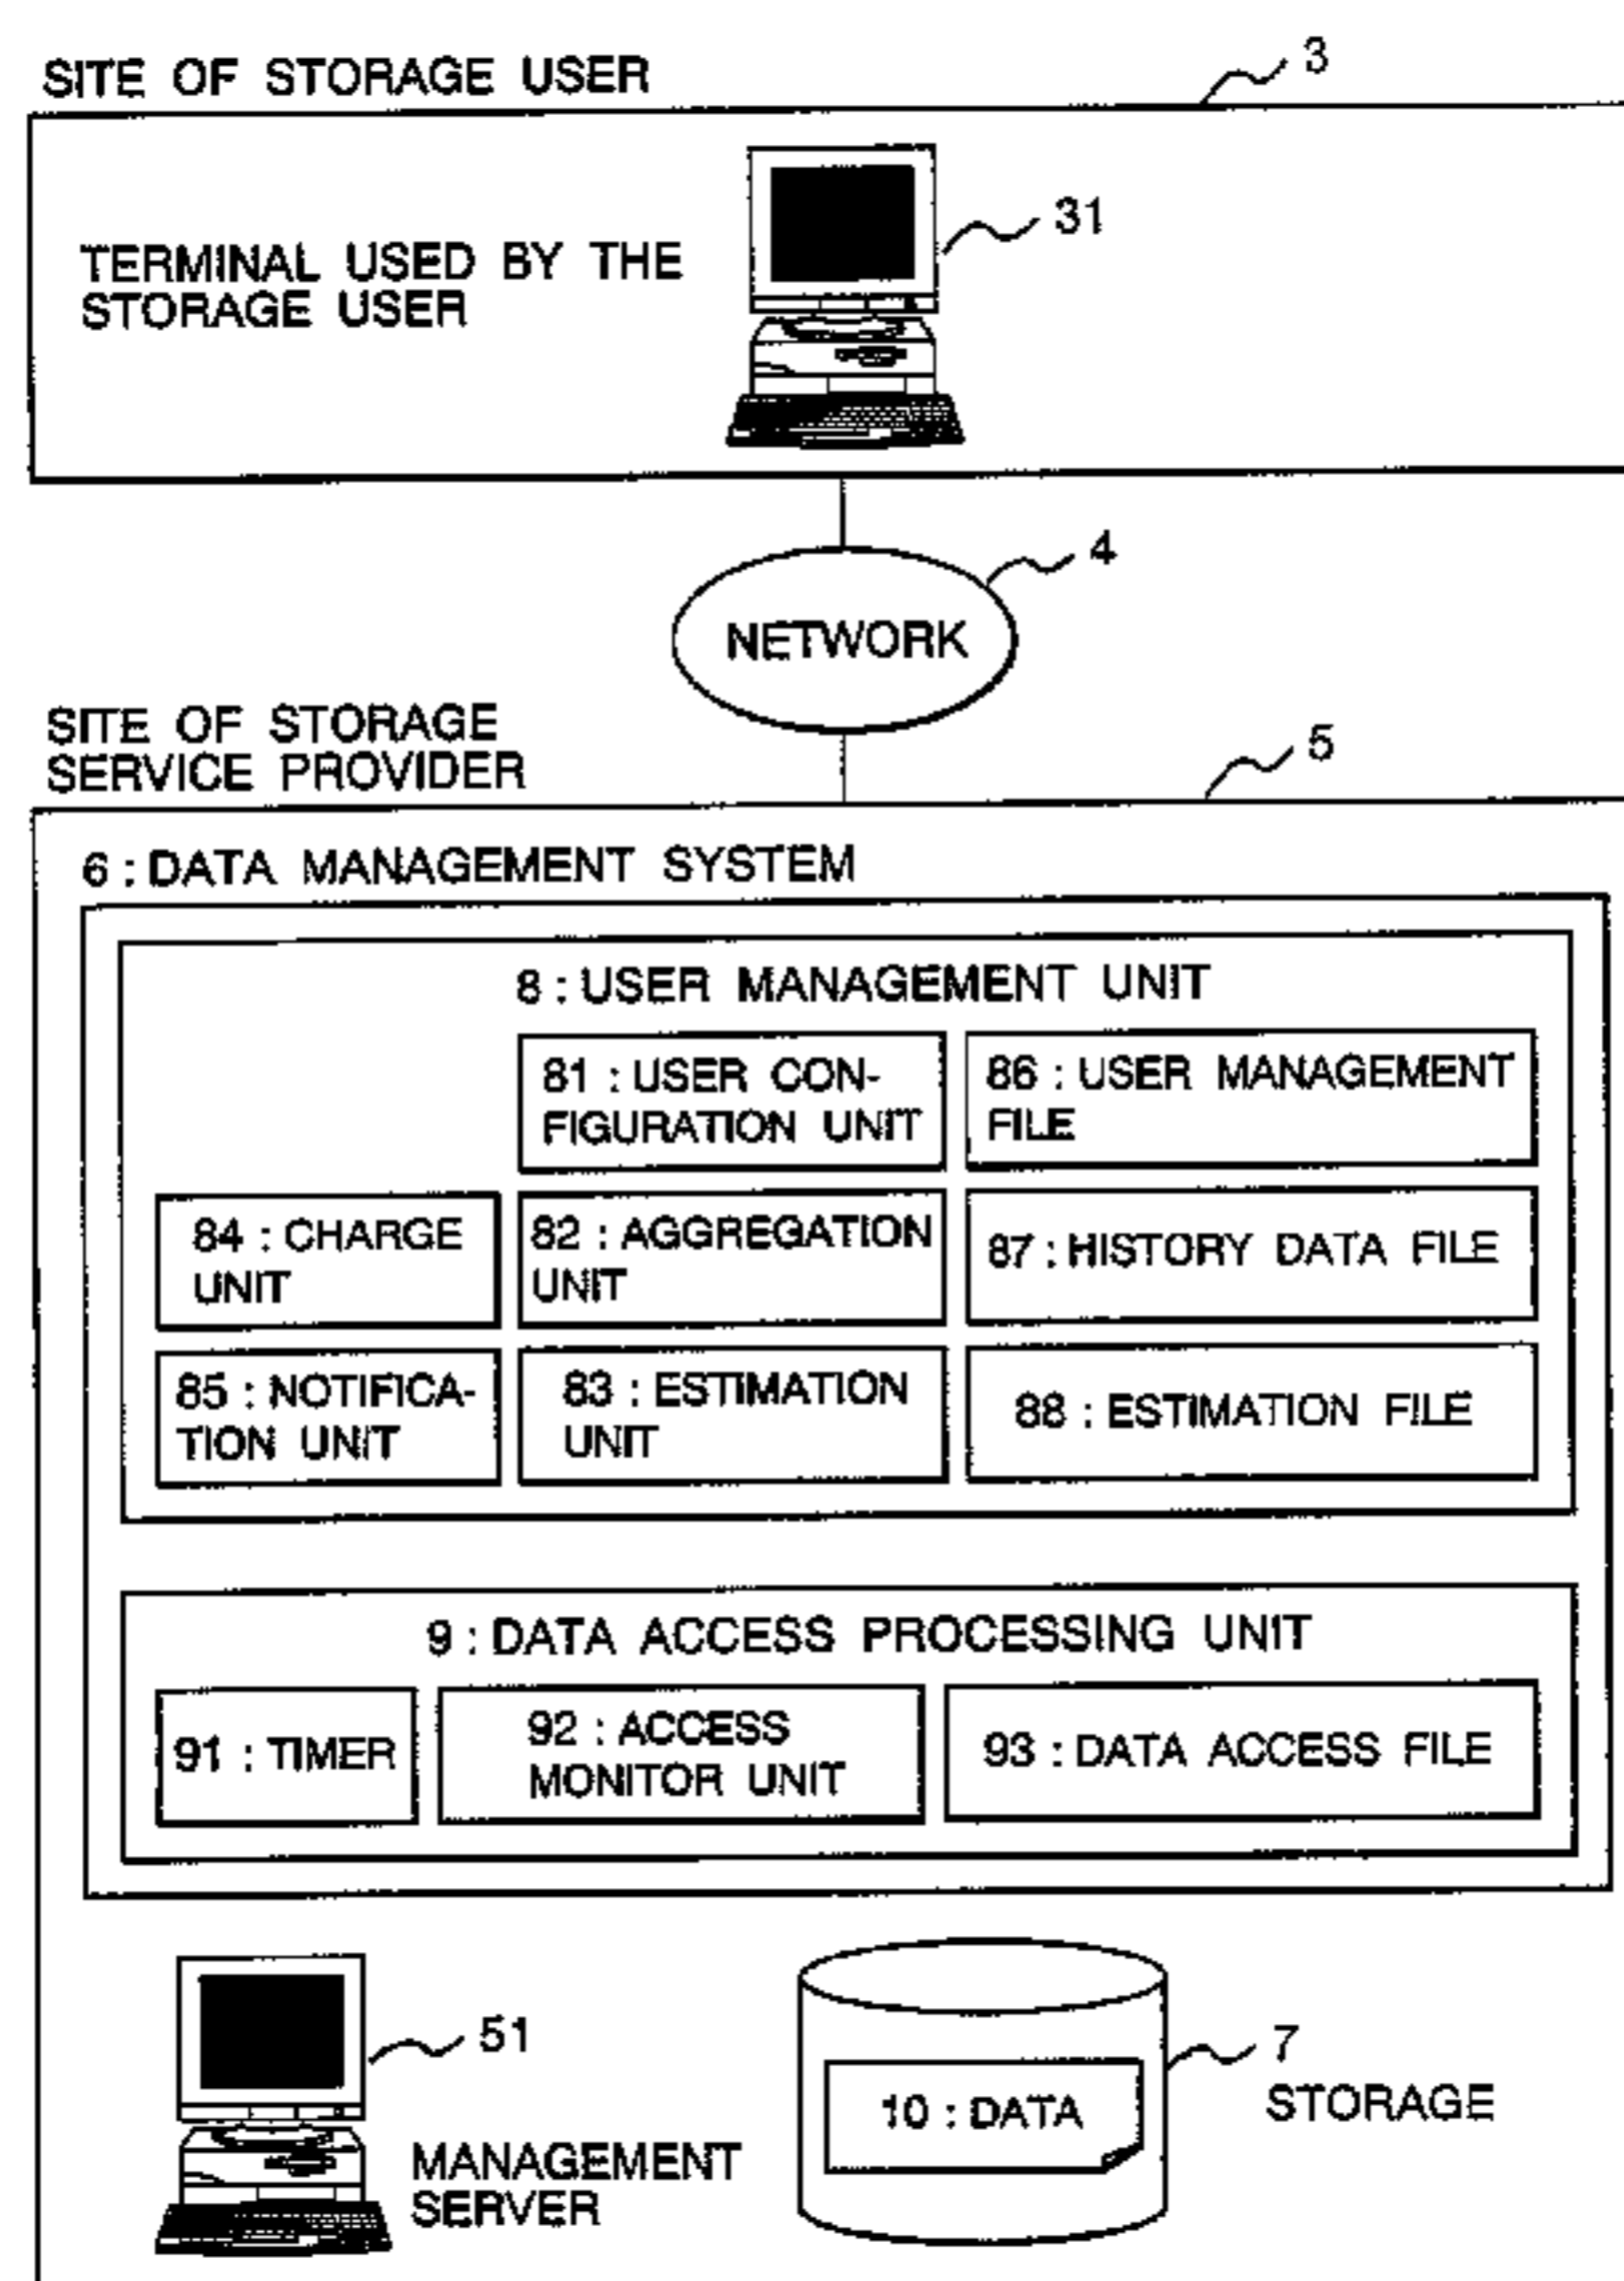 SITE OF STORAGE USER
3
TERMINAL USED BY THE
STORAGE USER
31
4
NETWORK
SITE OF STORAGE
SERVICE PROVIDER
5
6 : DATA MANAGEMENT SYSTEM
8 : USER MANAGEMENT UNIT
81 : USER CON-
FIGURATION UNIT
86 : USER MANAGEMENT
FILE
84 : CHARGE
UNIT
82 : AGGREGATION
UNIT
87 : HISTORY DATA FILE
85 : NOTIFICA-
TION UNIT
83 : ESTIMATION
UNIT
88 : ESTIMATION FILE
9 : DATA ACCESS PROCESSING UNIT
91 : TIMER
92 : ACCESS
MONITOR UNIT
93 : DATA ACCESS FILE
51
MANAGEMENT
SERVER
10 : DATA
7
STORAGE